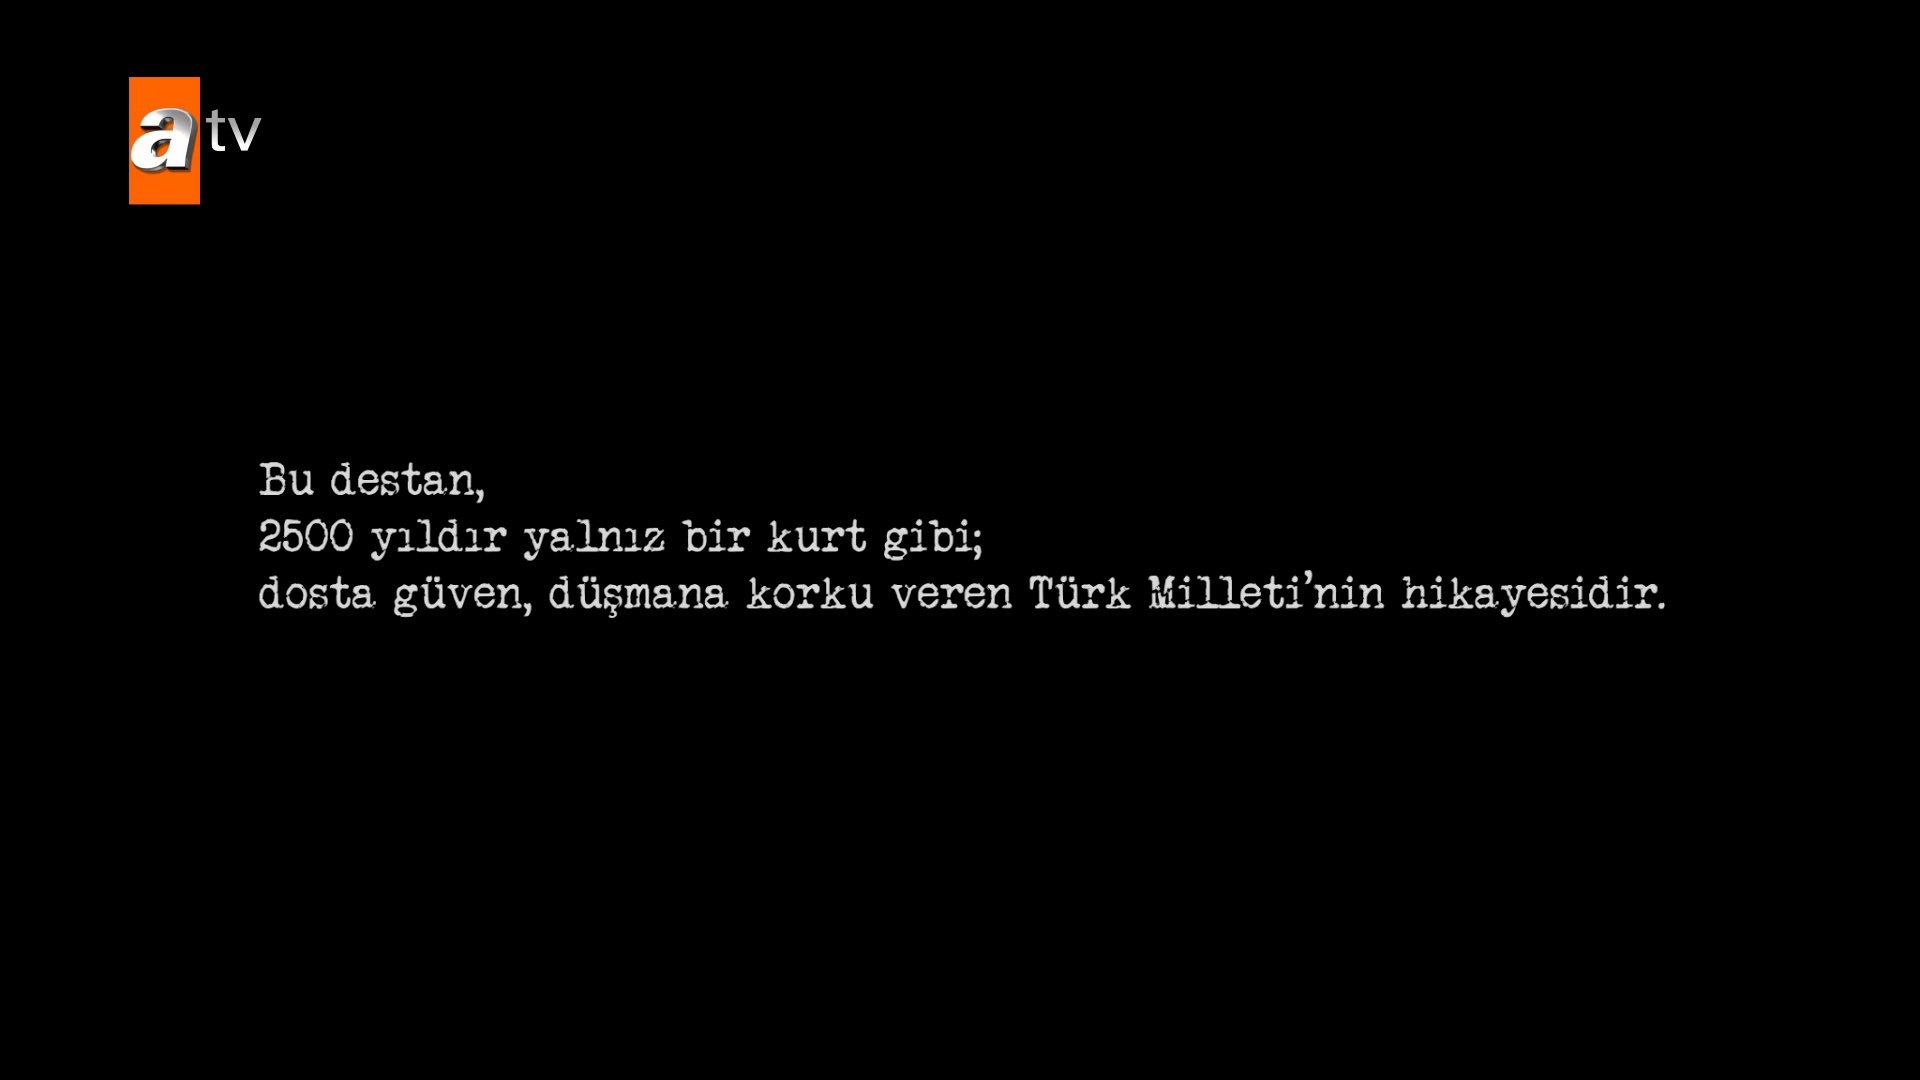 atv
Bu destan,
2500 yıldır yalnız bir kurt gibi;
dosta güven, düşmana korku veren Türk Milleti'nin hikayesidir.